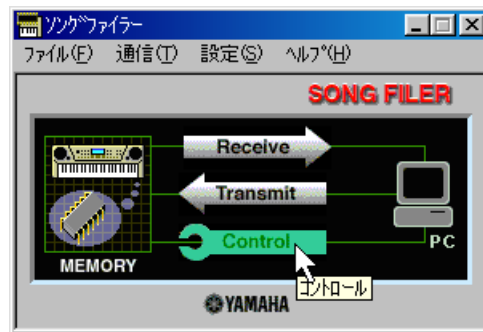 ソングファイラー
ファイル(F) 通信(T) 設定(S) ヘルプ(H)
SONG FILER
Receive
Transmit
Control
MEMORY
PC
コントロール
YAMAHA